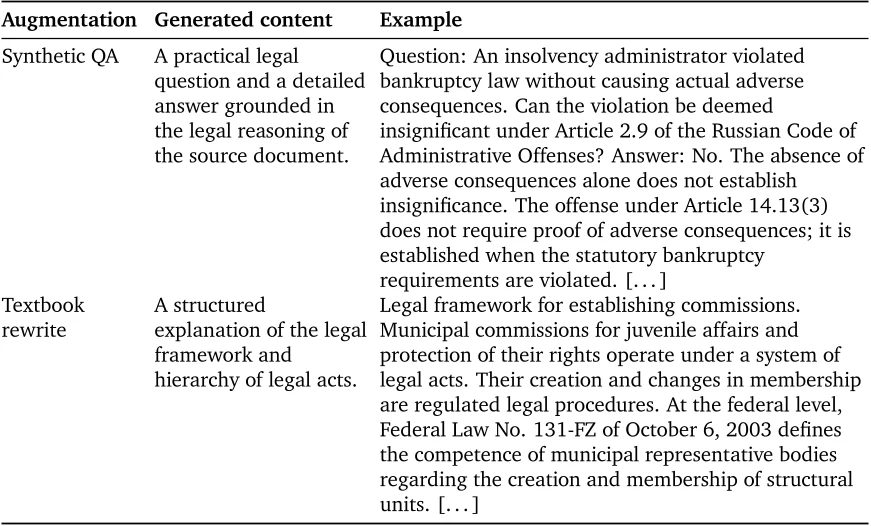 Augmentation Generated content Example
Synthetic QA A practical legal Question: An insolvency administrator violated
question and a detailed bankruptcy law without causing actual adverse
answer grounded in consequences. Can the violation be deemed
the legal reasoning of insignificant under Article 2.9 of the Russian Code of
the source document. Administrative Offenses? Answer: No. The absence of
adverse consequences alone does not establish
insignificance. The offense under Article 14.13(3)
does not require proof of adverse consequences; it is
established when the statutory bankruptcy
requirements are violated. [...]
Textbook A structured Legal framework for establishing commissions.
rewrite explanation of the legal Municipal commissions for juvenile affairs and
framework and protection of their rights operate under a system of
hierarchy of legal acts. legal acts. Their creation and changes in membership
are regulated legal procedures. At the federal level,
Federal Law No. 131-FZ of October 6, 2003 defines
the competence of municipal representative bodies
regarding the creation and membership of structural
units. [...]